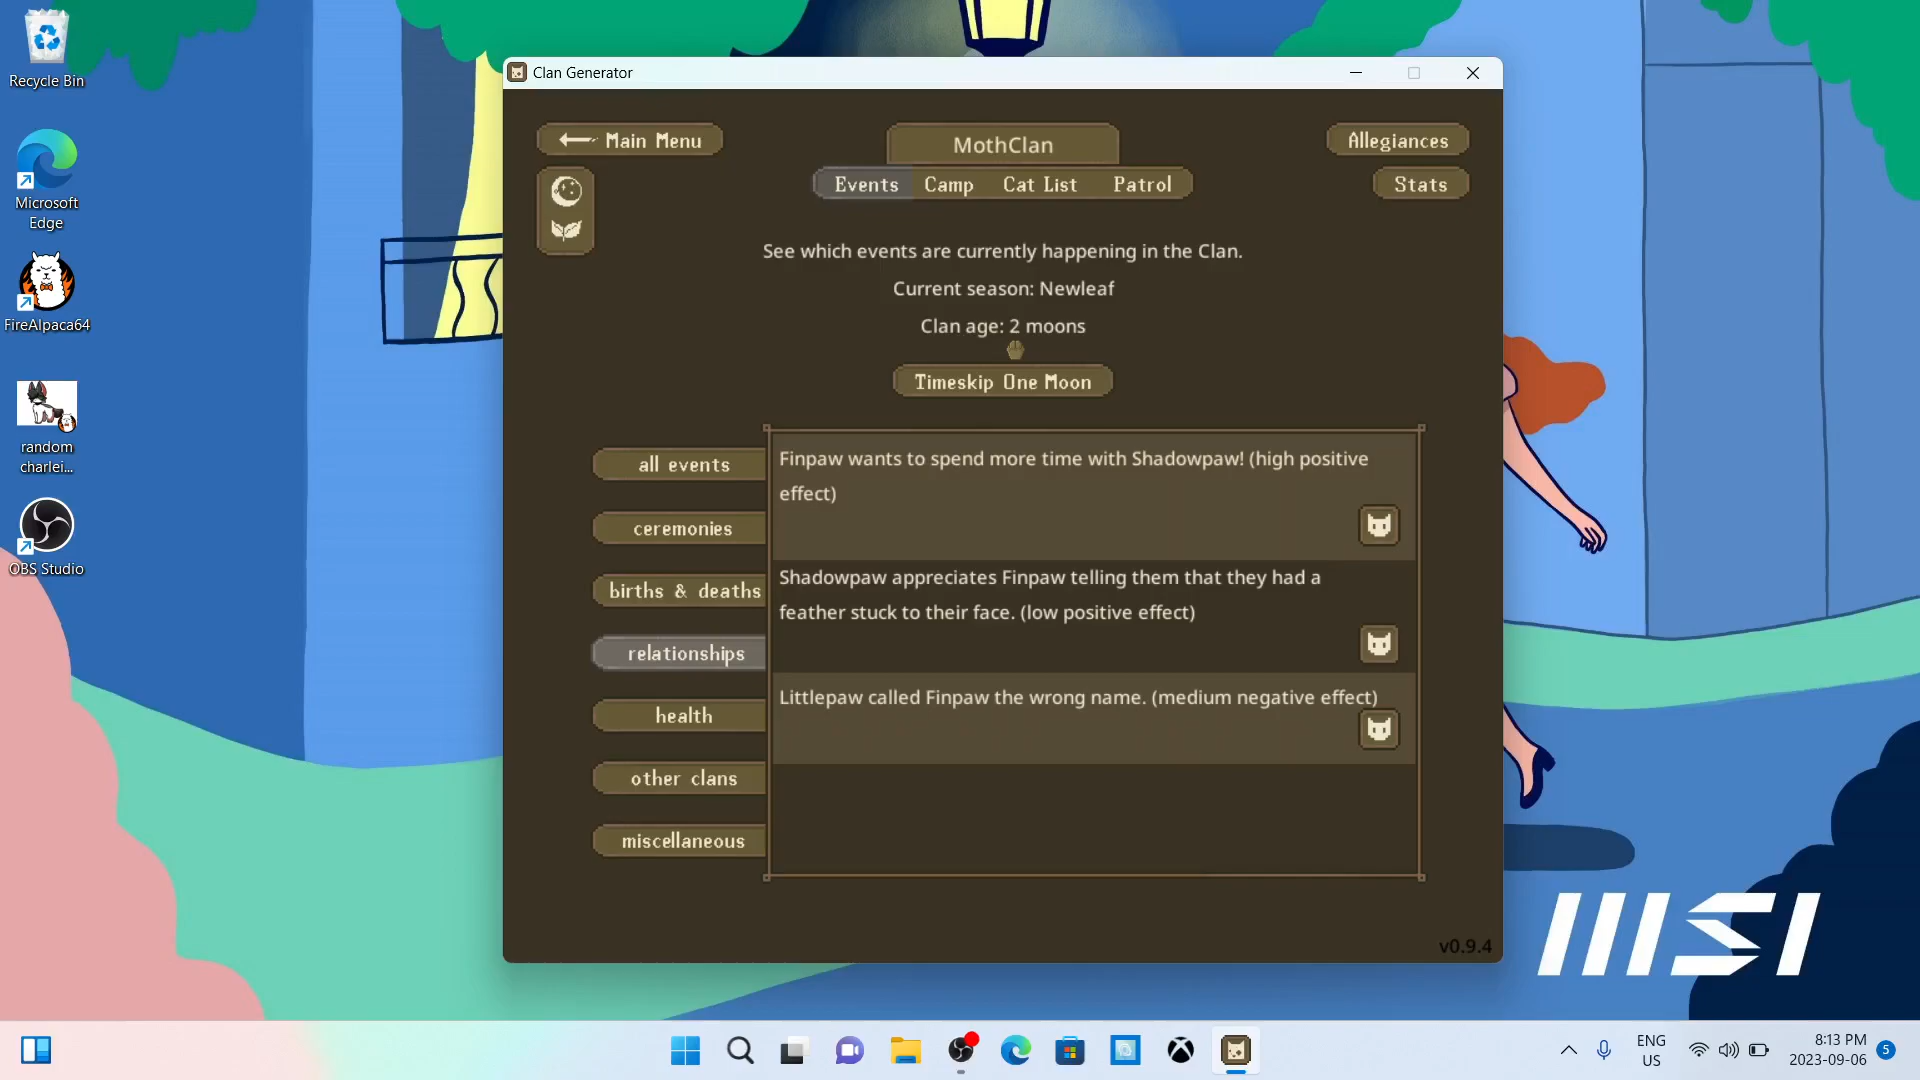 Recycle Bin
Microsoft
Edge
FireAlpaca64
random
charlei...
OBS Studio
Clan Generator
Main Menu
MothClan
Allegiances
Events Camp Cat List Patrol
Stats
See which events are currently happening in the Clan.
Current season: Newleaf
Clan age: 2 moons
Timeskip One Moon
all events
ceremonies
births & deaths
relationships
health
other clans
miscellaneous
Finpaw wants to spend more time with Shadowpaw! (high positive
effect)
Shadowpaw appreciates Finpaw telling them that they had a
feather stuck to their face. (low positive effect)
Littlepaw called Finpaw the wrong name. (medium negative effect)
v0.9.4
msi
ENG
US
8:13 PM
2023-09-06
5